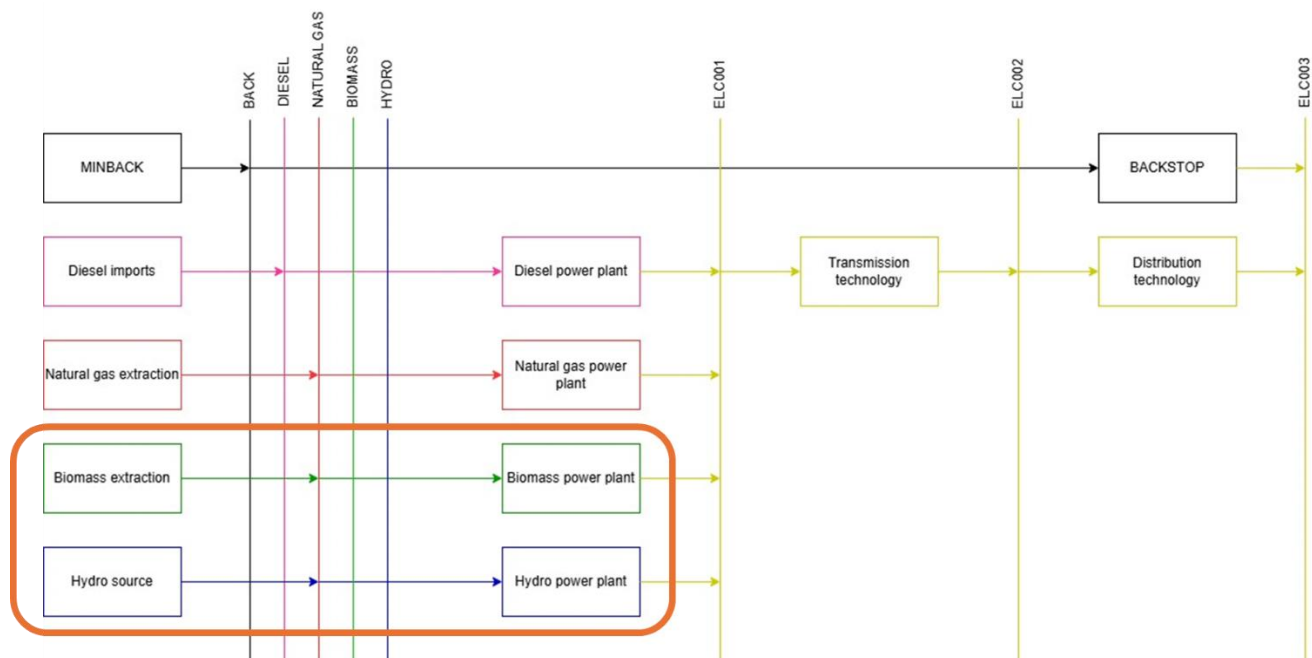 BACK
DIESEL
NATURAL GAS
BIOMASS
HYDRO
ELC001
ELC002
ELC003
MINBACK
BACKSTOP
Diesel imports
Diesel power plant
Transmission
technology
Distribution
technology
Natural gas extraction
Natural gas power
plant
Biomass extraction
Biomass power plant
Hydro source
Hydro power plant